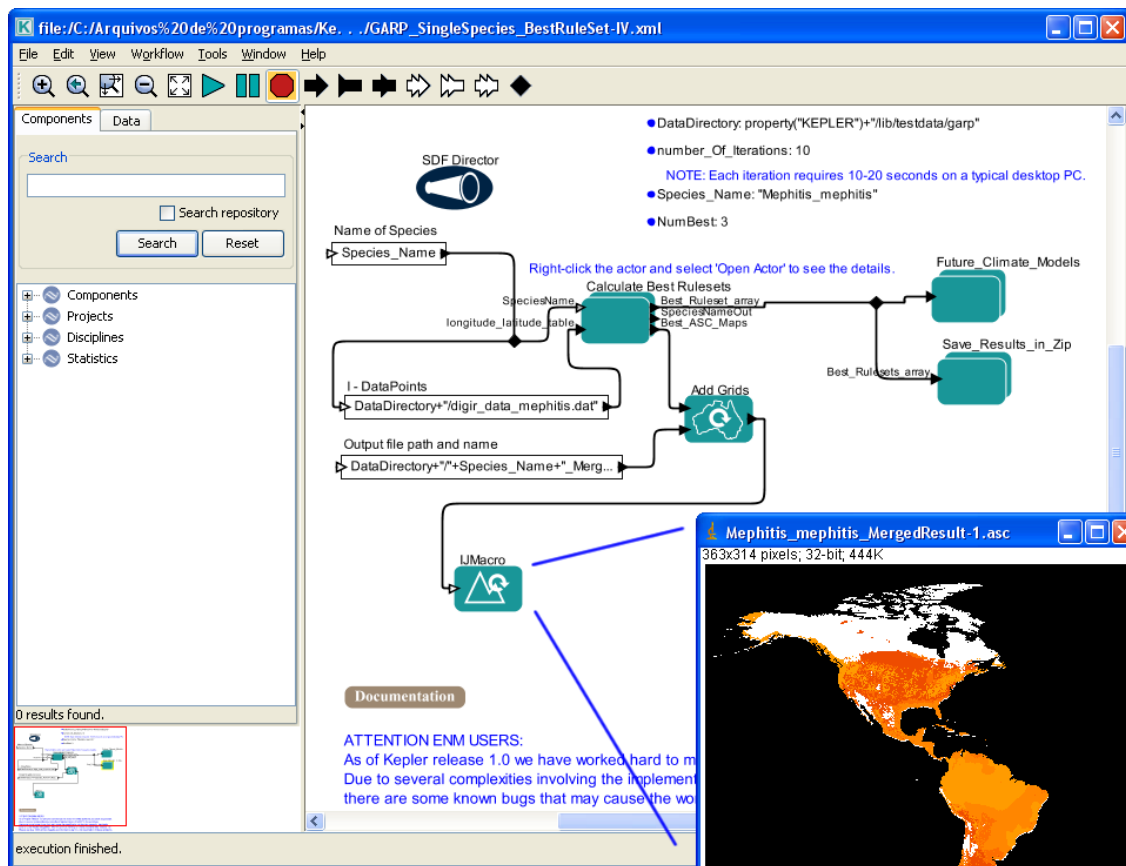 file:/C:/Arquivos%20de%20programas/Ke. . ./GARP_SingleSpecies_BestRuleSet-IV.xml
File Edit View Workflow Tools Window Help
Components Data
Search
Search repository
Search Reset
Components
Projects
Disciplines
Statistics
0 results found.
execution finished.
DataDirectory: property("KEPLER")+"/lib/testdata/garp"
number_Of_Iterations: 10
NOTE: Each iteration requires 10-20 seconds on a typical desktop PC.
Species_Name: "Mephitis_mephitis"
NumBest: 3
SDF Director
Name of Species
Species_Name
Right-click the actor and select 'Open Actor' to see the details.
Calculate Best Rulesets
SpeciesName
longitude_latitude_table
Best_Ruleset_array
SpeciesNameOut
Best_ASC_Maps
Future_Climate_Models
Save_Results_in_Zip
Best_Rulesets_array
I - DataPoints
DataDirectory+"/digir_data_mephitis.dat"
Add Grids
Output file path and name
DataDirectory+"/"+Species_Name+"_Merg...
IJMacro
Documentation
ATTENTION ENM USERS:
As of Kepler release 1.0 we have worked hard to m
Due to several complexities involving the implement
there are some known bugs that may cause the wo
Mephitis_mephitis_MergedResult-1.asc
363x314 pixels; 32-bit; 444K